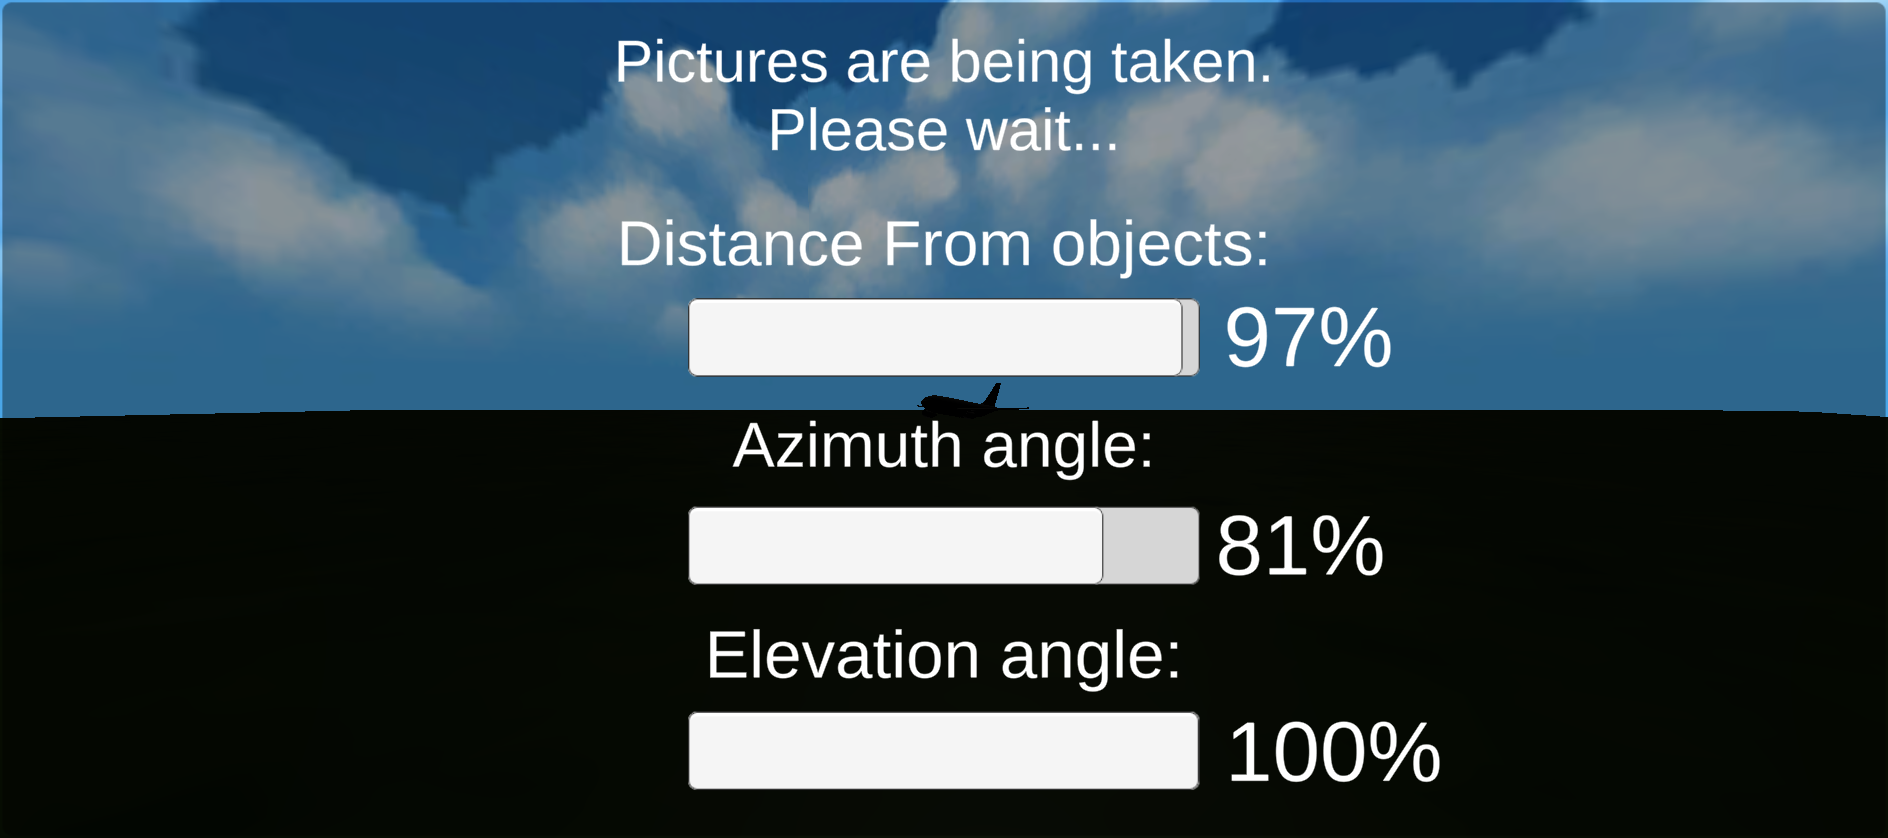 Pictures are being taken.
Please wait...
Distance From objects:
97%
Azimuth angle:
81%
Elevation angle:
100%